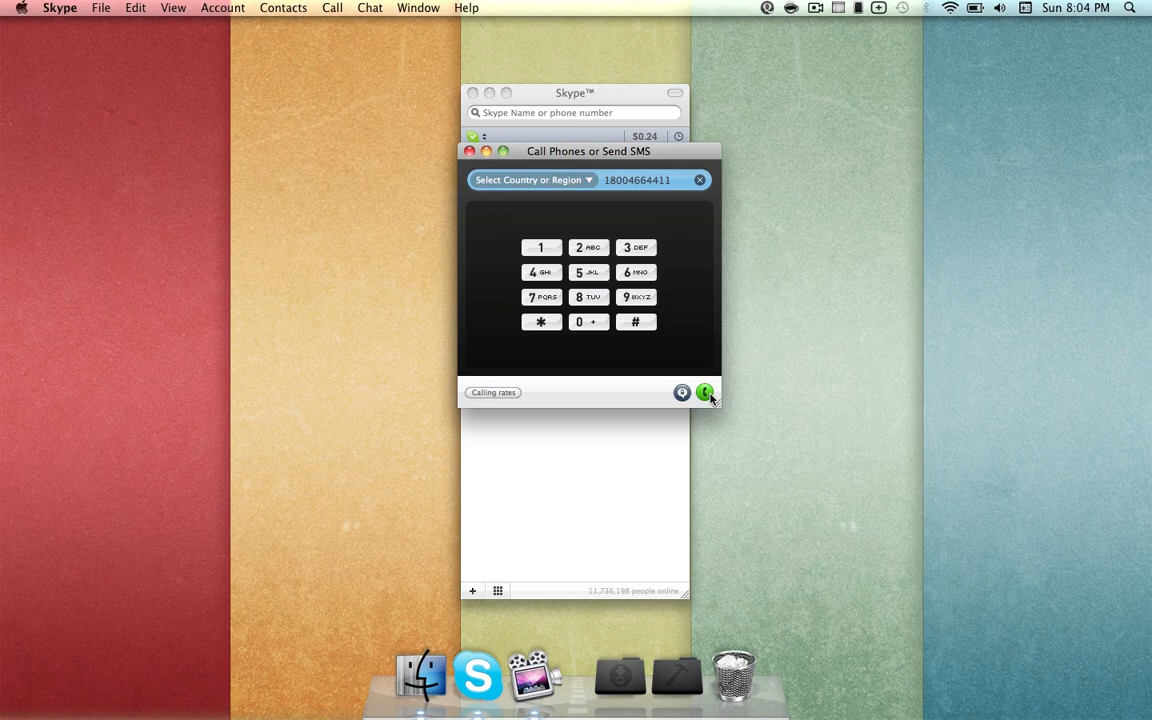 Skype File Edit View Account Contacts Call Chat Window Help Sun 8:04 PM
Skype™
Skype Name or phone number
$0.24
Call Phones or Send SMS
Select Country or Region ▼ 18004664411
1 2 ABC 3 DEF
4 GHI 5 JKL 6 MNO
7 PQRS 8 TUV 9 WXYZ
* 0 + #
Calling rates
+ 11,736,198 people online
S